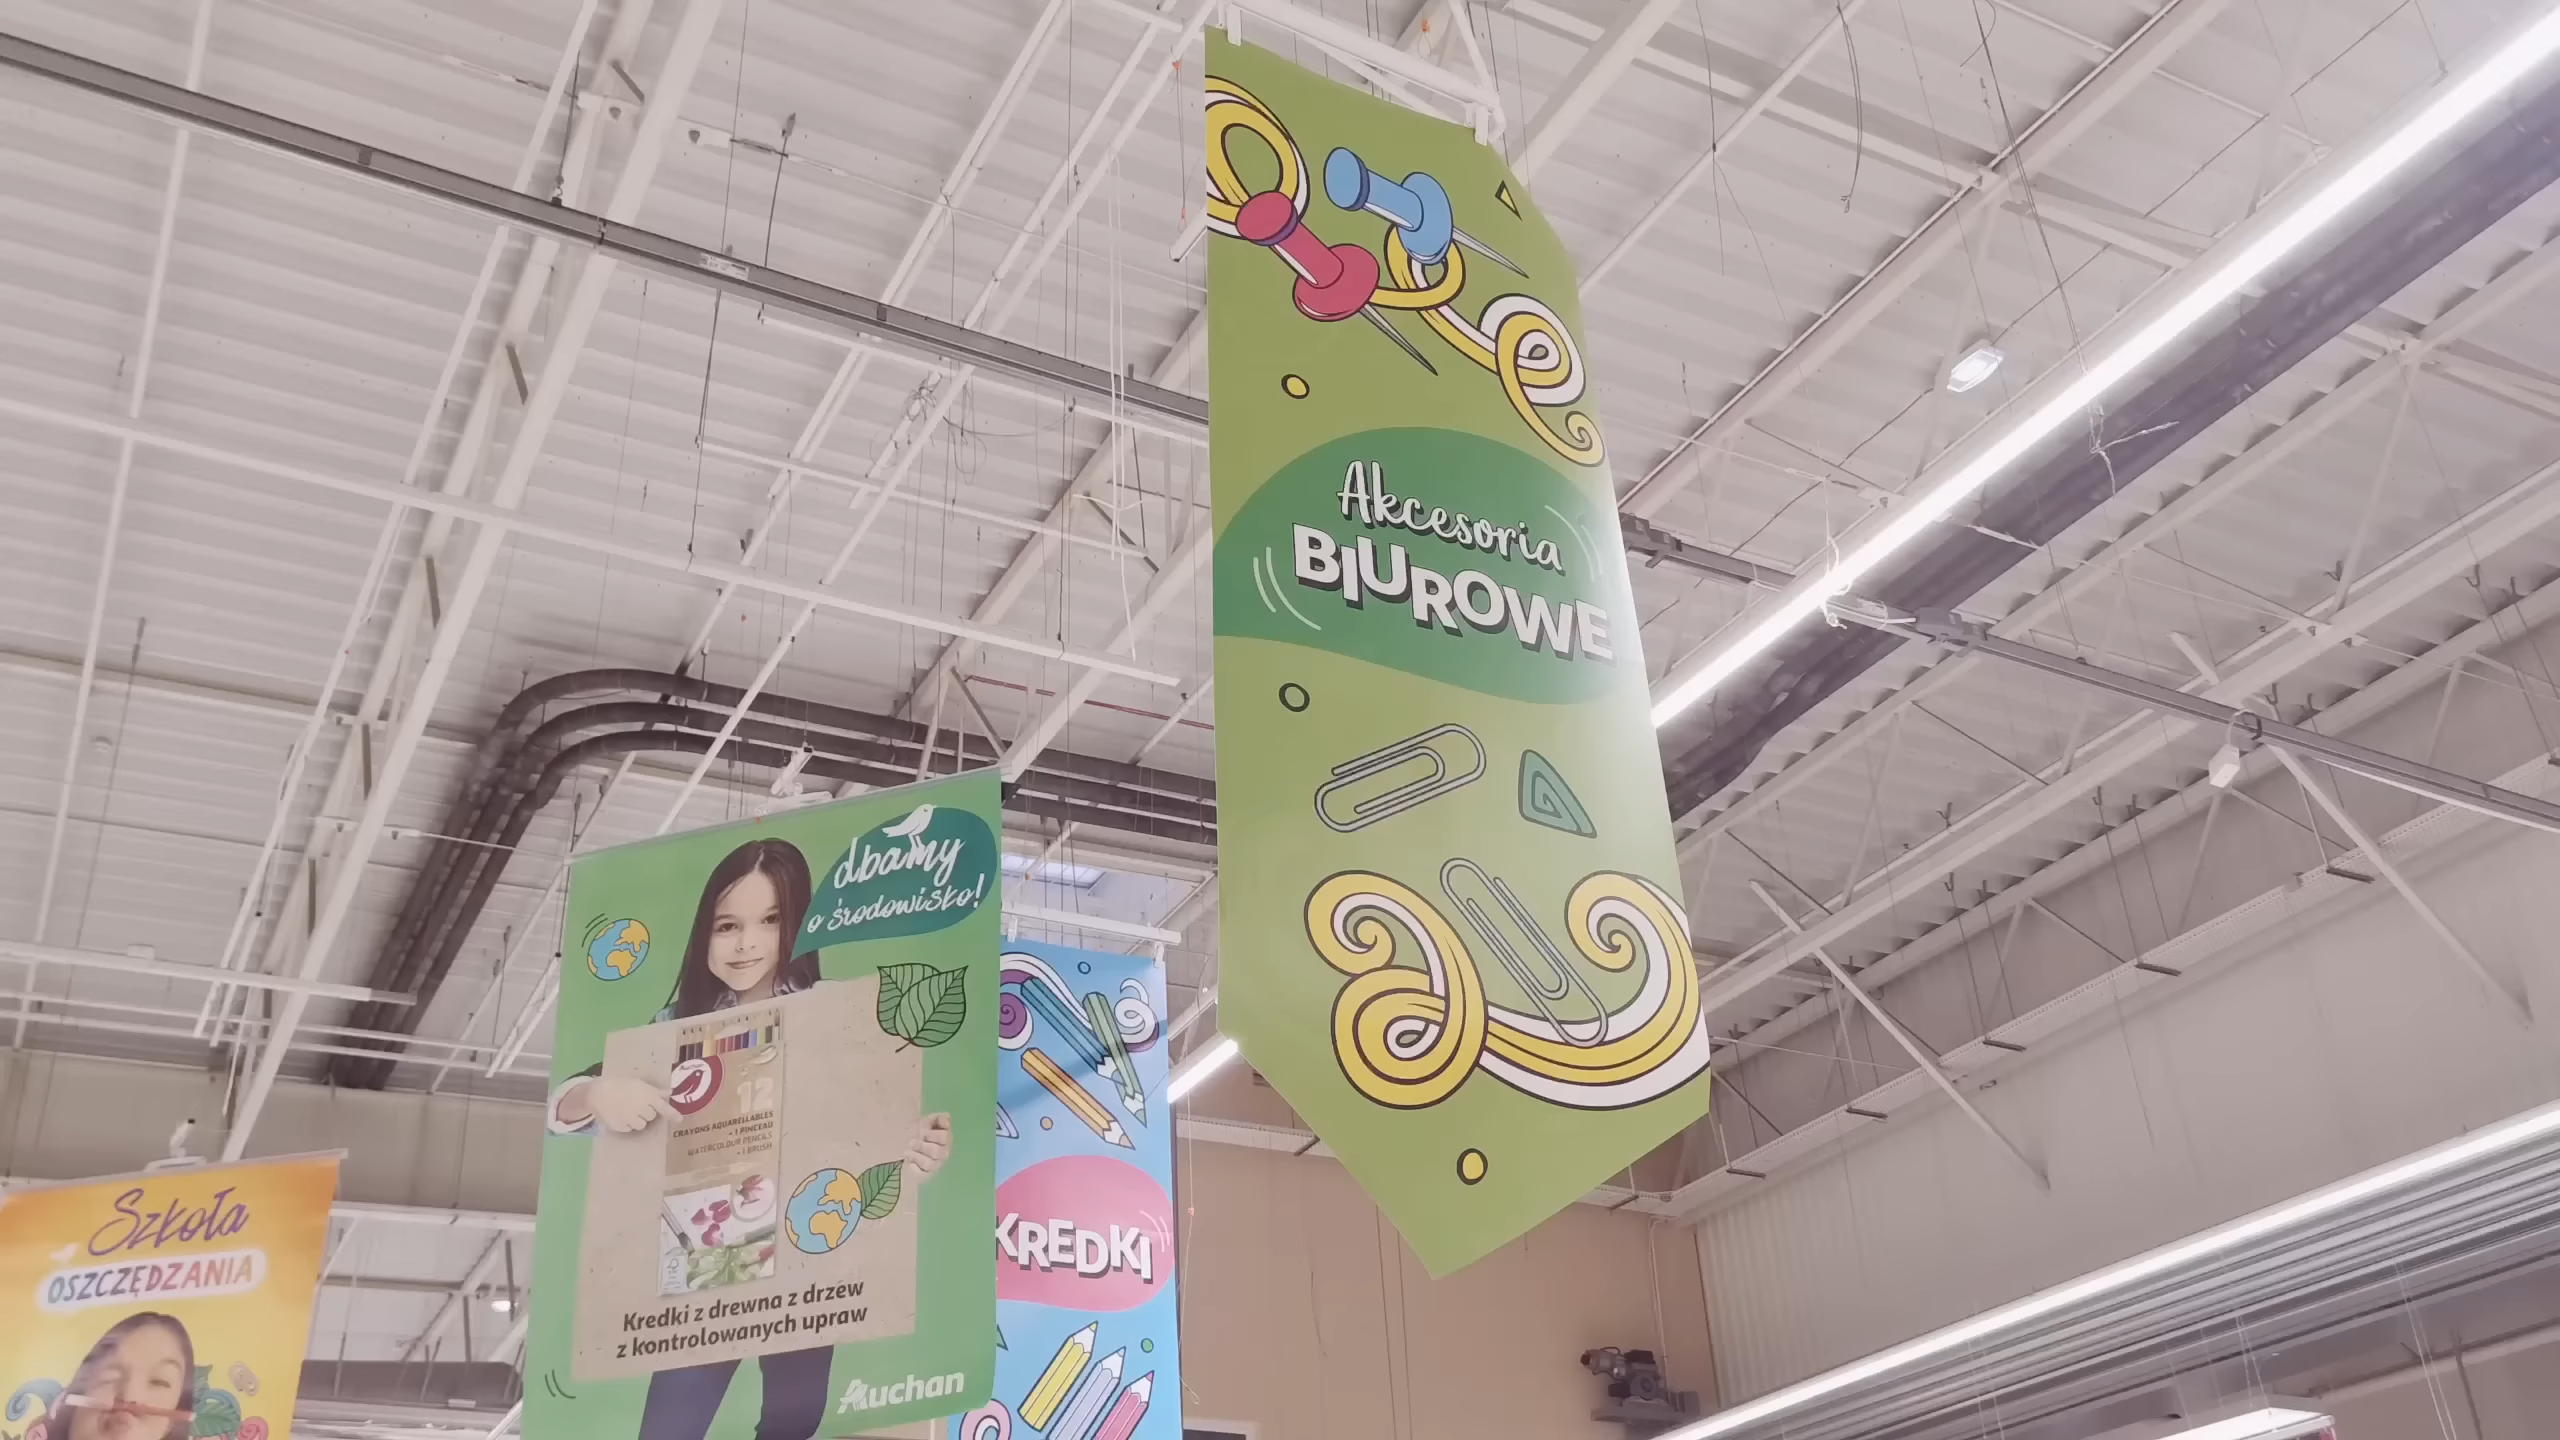 Akcesoria
BIUROWE
dbamy
o środowisko!
12
CRAYONS AQUARELLABLES
+ 1 PINCEAU
WATERCOLOUR PENCILS
+ 1 BRUSH
Kredki z drewna z drzew
z kontrolowanych upraw
Auchan
KREDKI
Szkoła
OSZCZĘDZANIA